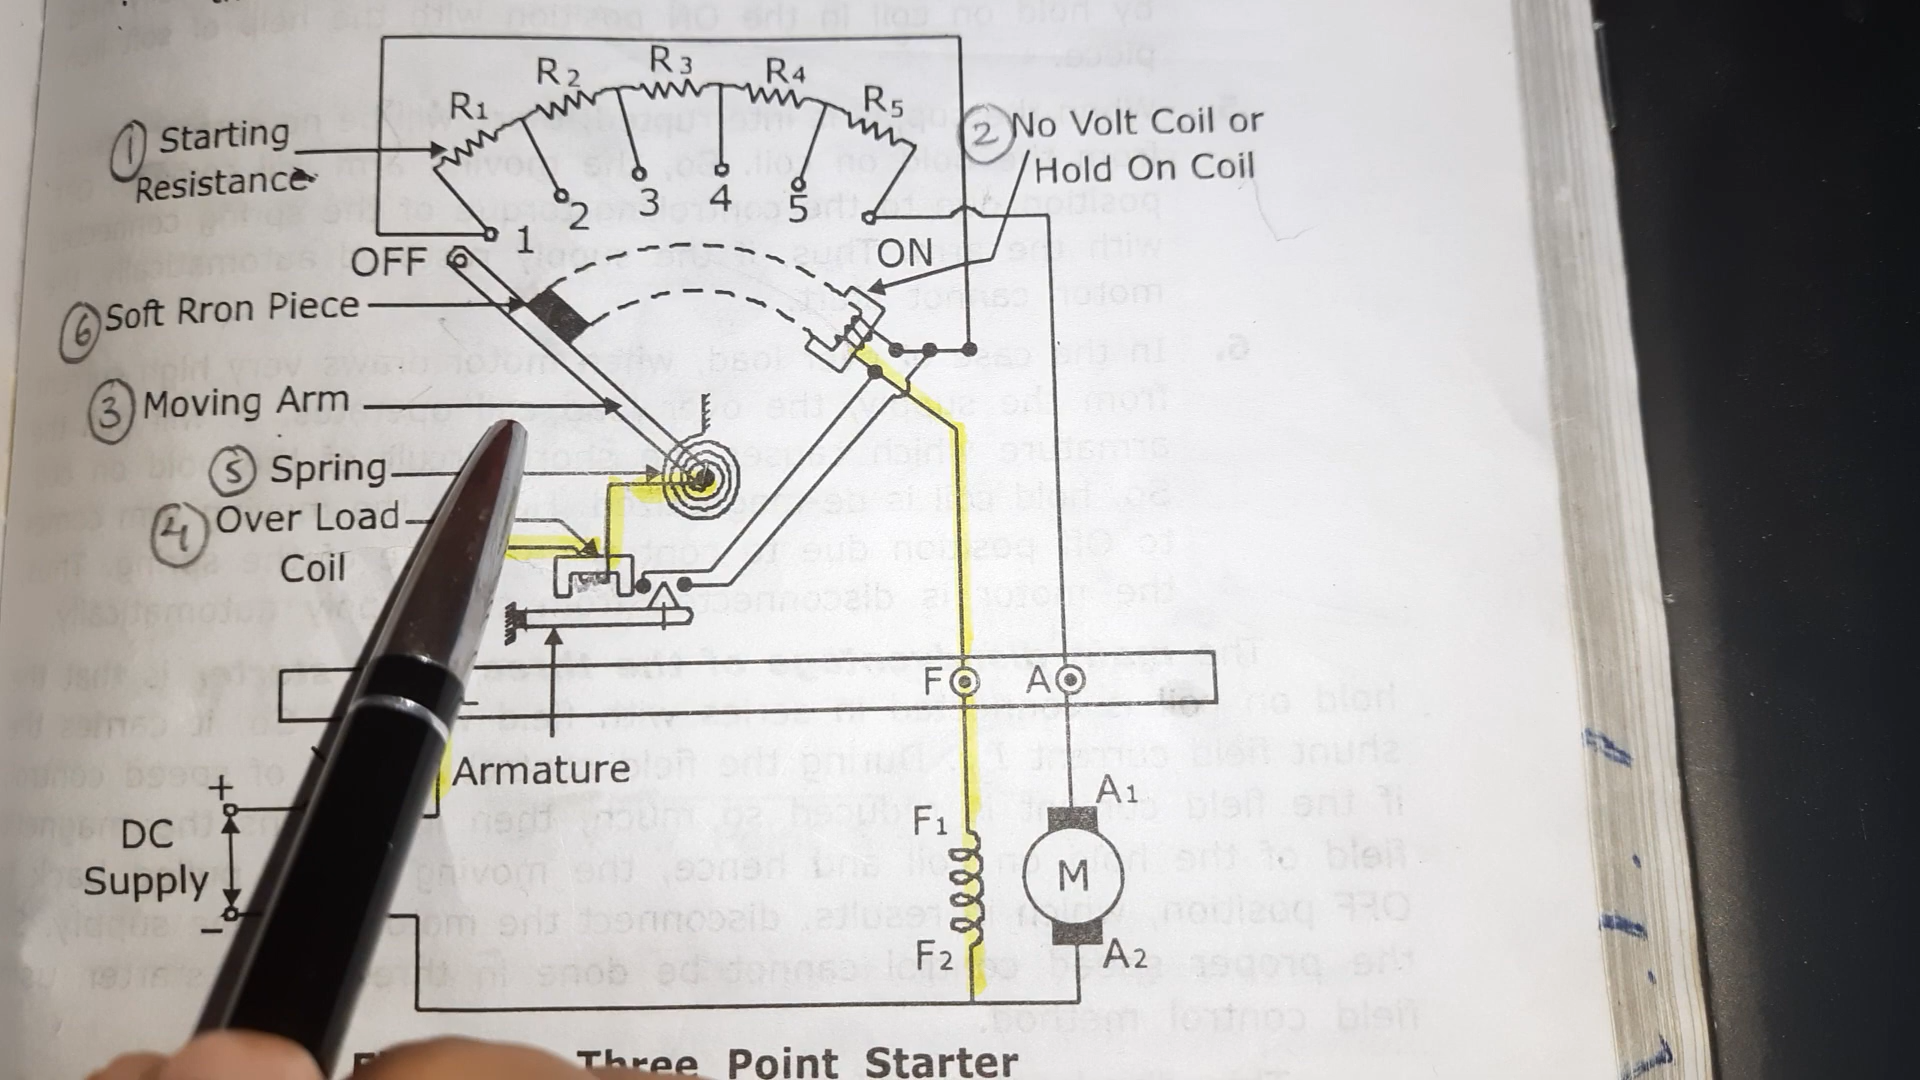 R1 R2 R3 R4 R5
① Starting
Resistance
② No Volt Coil or
Hold On Coil
1 2 3 4 5
OFF
ON
⑥ Soft Rron Piece
③ Moving Arm
⑤ Spring
④ Over Load
Coil
F A
Armature
+
DC
Supply
−
A1
F1
M
F2
A2
Three Point Starter